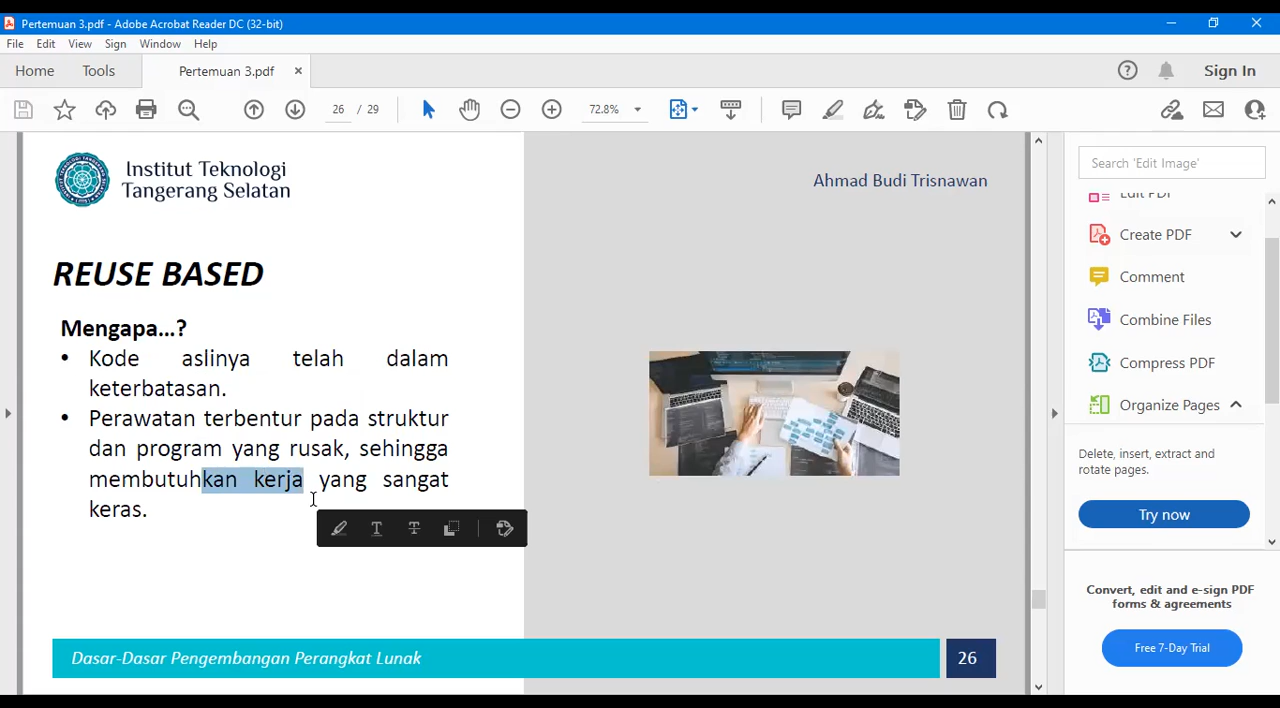 Pertemuan 3.pdf - Adobe Acrobat Reader DC (32-bit)
File Edit View Sign Window Help
Home Tools Pertemuan 3.pdf × ? Sign In
26 / 29 72.8%
Institut Teknologi
Tangerang Selatan
Ahmad Budi Trisnawan
REUSE BASED
Mengapa...?
• Kode aslinya telah dalam
keterbatasan.
• Perawatan terbentur pada struktur
dan program yang rusak, sehingga
membutuhkan kerja yang sangat
keras.
Dasar-Dasar Pengembangan Perangkat Lunak
26
Search 'Edit Image'
Edit PDF
Create PDF
Comment
Combine Files
Compress PDF
Organize Pages
Delete, insert, extract and
rotate pages.
Try now
Convert, edit and e-sign PDF
forms & agreements
Free 7-Day Trial